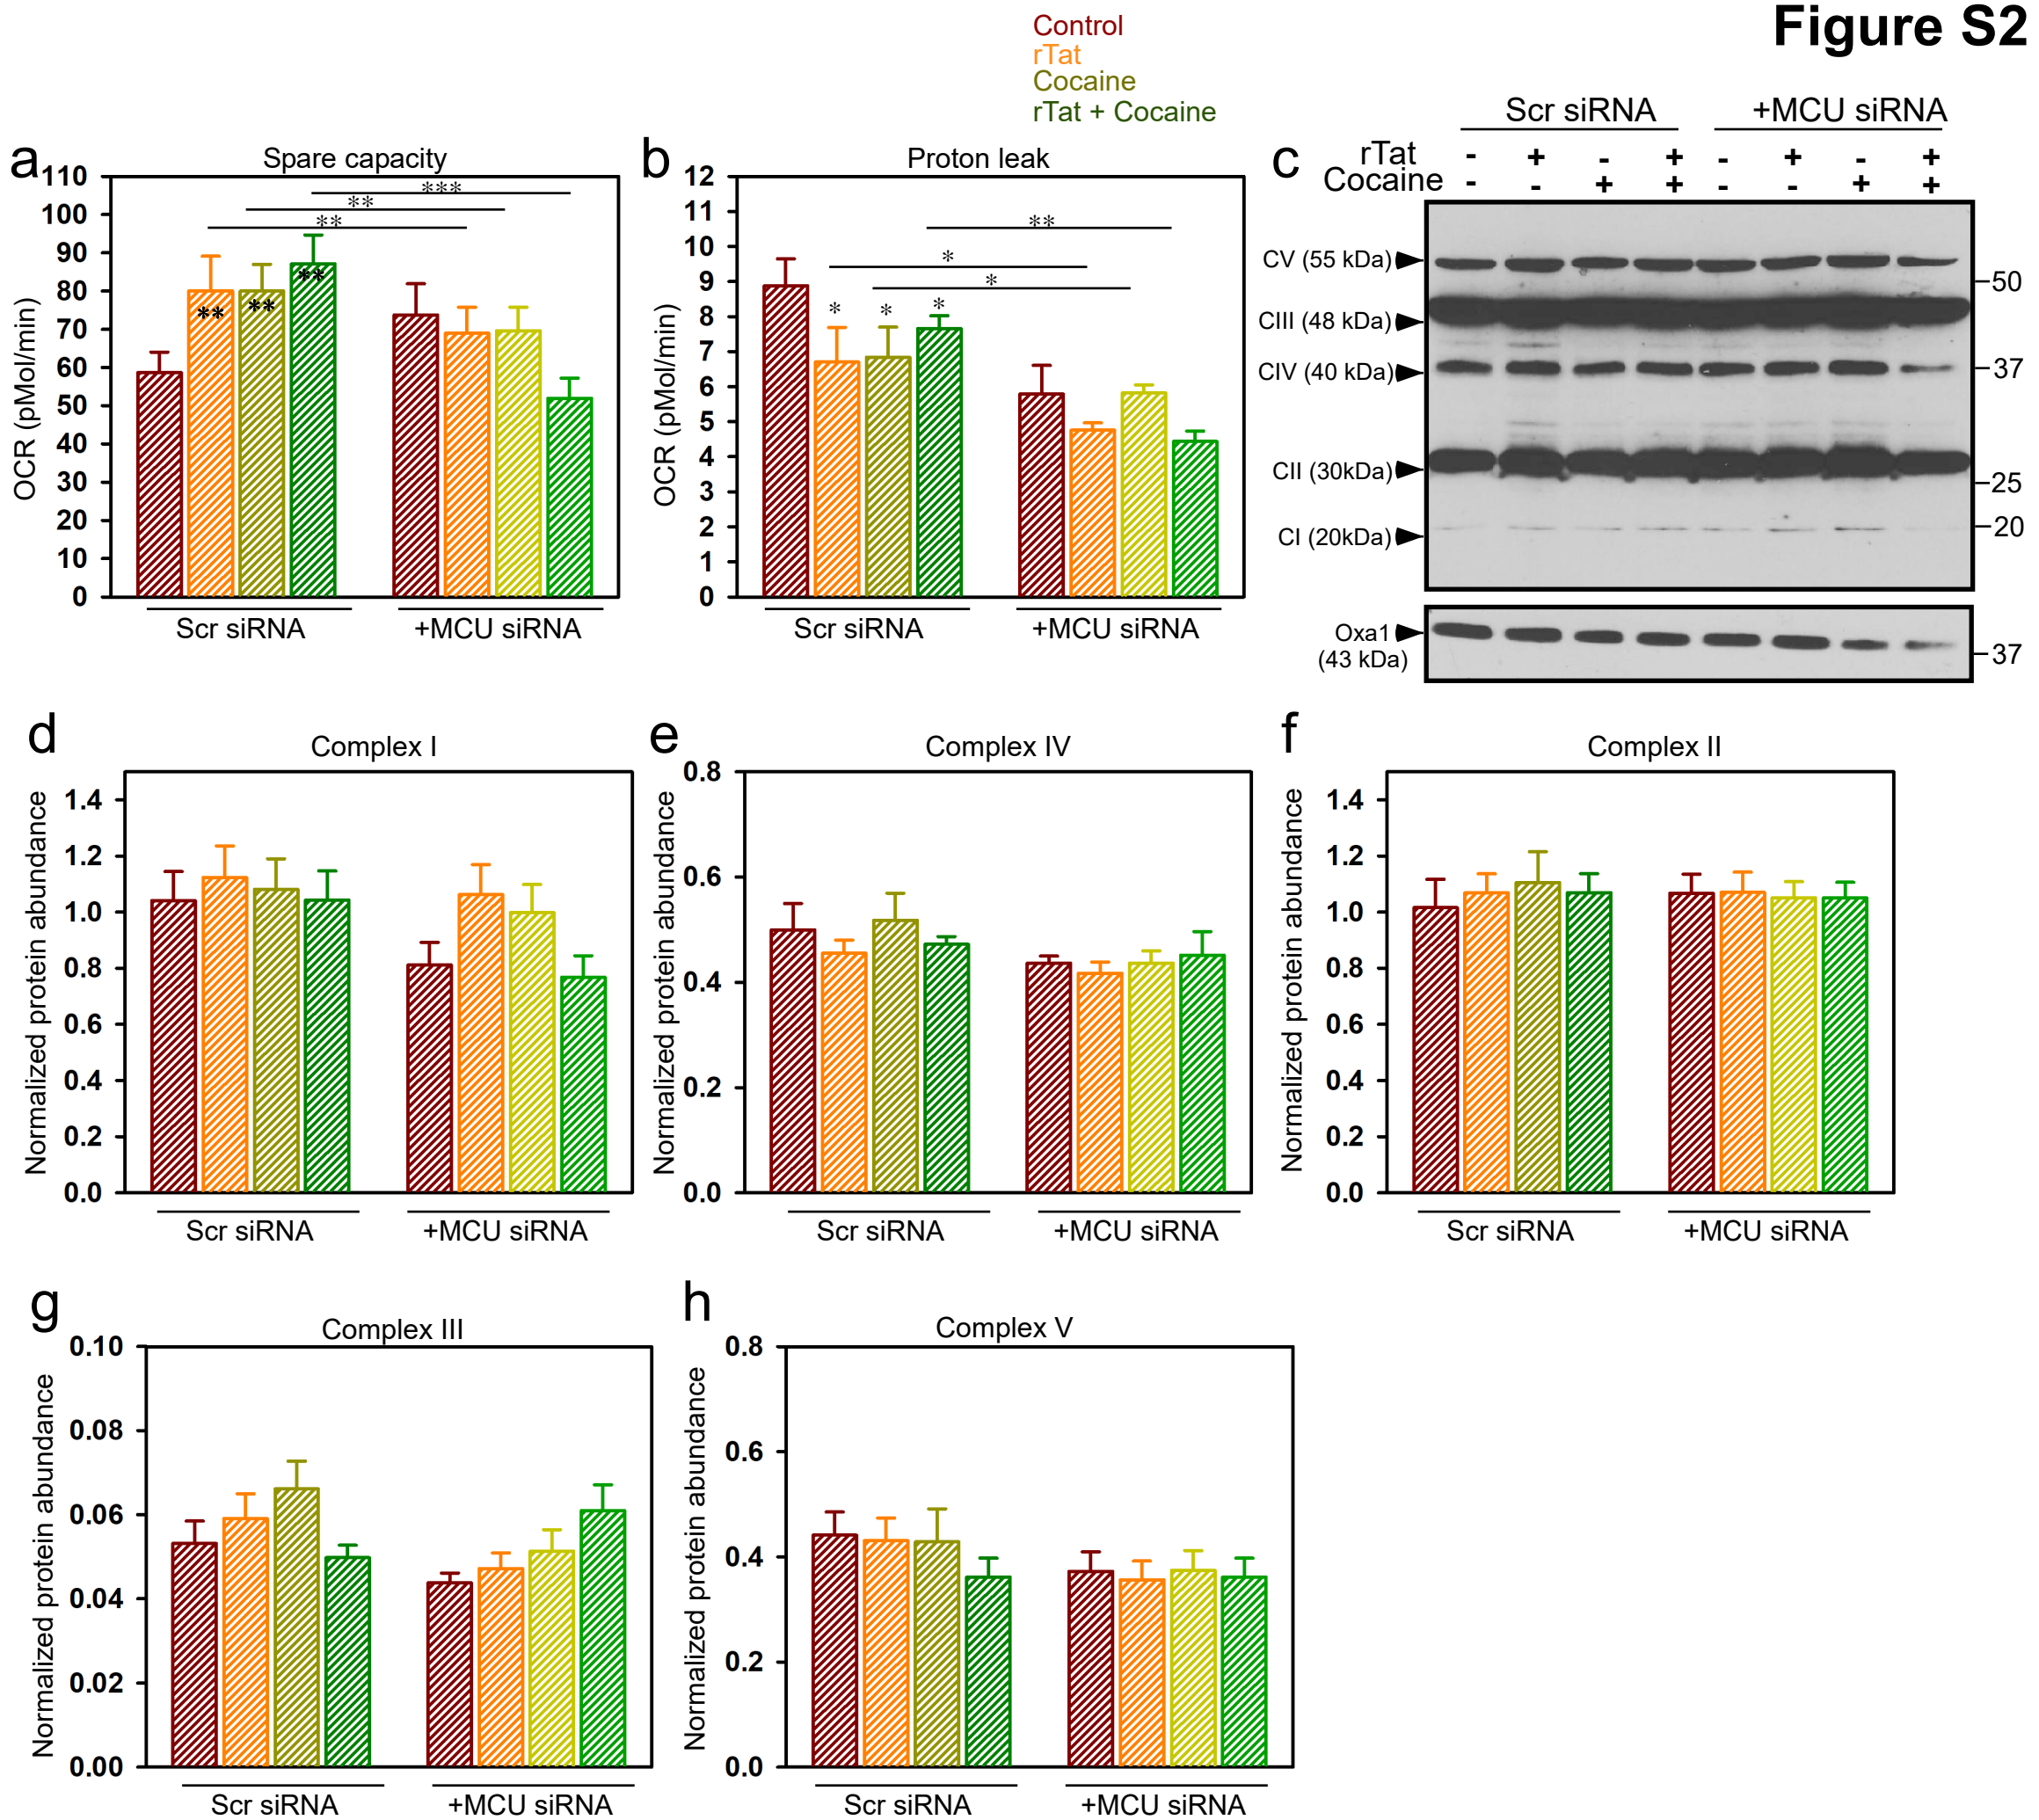 Figure S2
Control
rTat
Cocaine
rTat + Cocaine
a
Spare capacity
OCR (pMol/min)
110
100
90
80
70
60
50
40
30
20
10
0
***
**
**
** ** **
Scr siRNA +MCU siRNA
b
Proton leak
OCR (pMol/min)
12
11
10
9
8
7
6
5
4
3
2
1
0
**
*
*
* * *
Scr siRNA +MCU siRNA
c
Scr siRNA +MCU siRNA
rTat - + - + - + - +
Cocaine - - + + - - + +
CV (55 kDa)
CIII (48 kDa)
CIV (40 kDa)
CII (30kDa)
CI (20kDa)
50
37
25
20
Oxa1
(43 kDa)
37
d
Complex I
Normalized protein abundance
1.4
1.2
1.0
0.8
0.6
0.4
0.2
0.0
Scr siRNA +MCU siRNA
e
Complex IV
Normalized protein abundance
0.8
0.6
0.4
0.2
0.0
Scr siRNA +MCU siRNA
f
Complex II
Normalized protein abundance
1.4
1.2
1.0
0.8
0.6
0.4
0.2
0.0
Scr siRNA +MCU siRNA
g
Complex III
Normalized protein abundance
0.10
0.08
0.06
0.04
0.02
0.00
Scr siRNA +MCU siRNA
h
Complex V
Normalized protein abundance
0.8
0.6
0.4
0.2
0.0
Scr siRNA +MCU siRNA